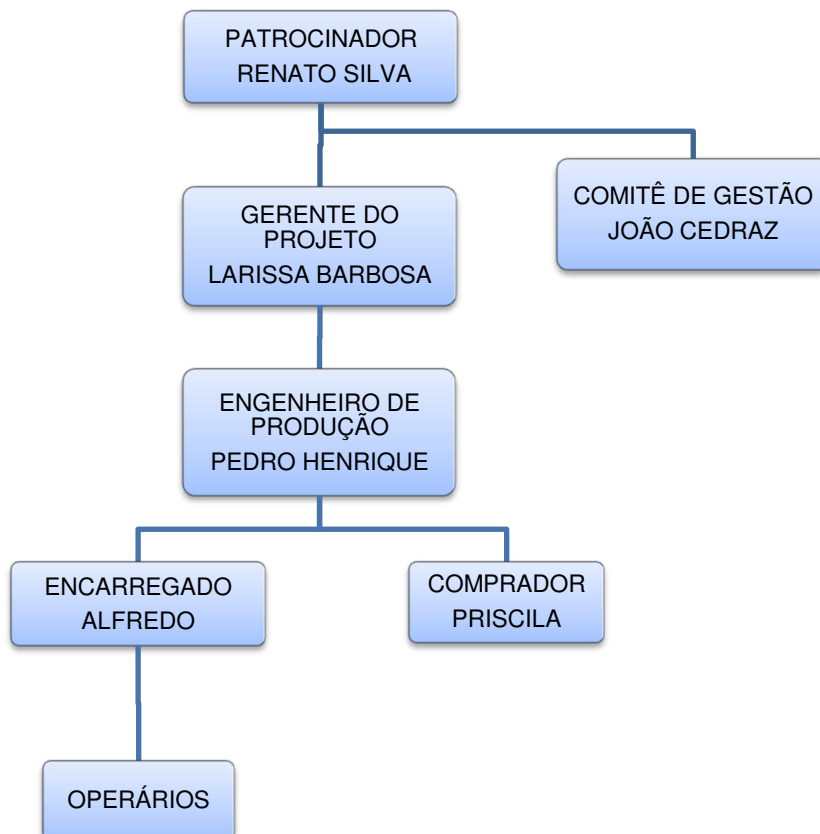 PATROCINADOR
RENATO SILVA
COMITÊ DE GESTÃO
JOÃO CEDRAZ
GERENTE DO
PROJETO
LARISSA BARBOSA
ENGENHEIRO DE
PRODUÇÃO
PEDRO HENRIQUE
ENCARREGADO
ALFREDO
COMPRADOR
PRISCILA
OPERÁRIOS